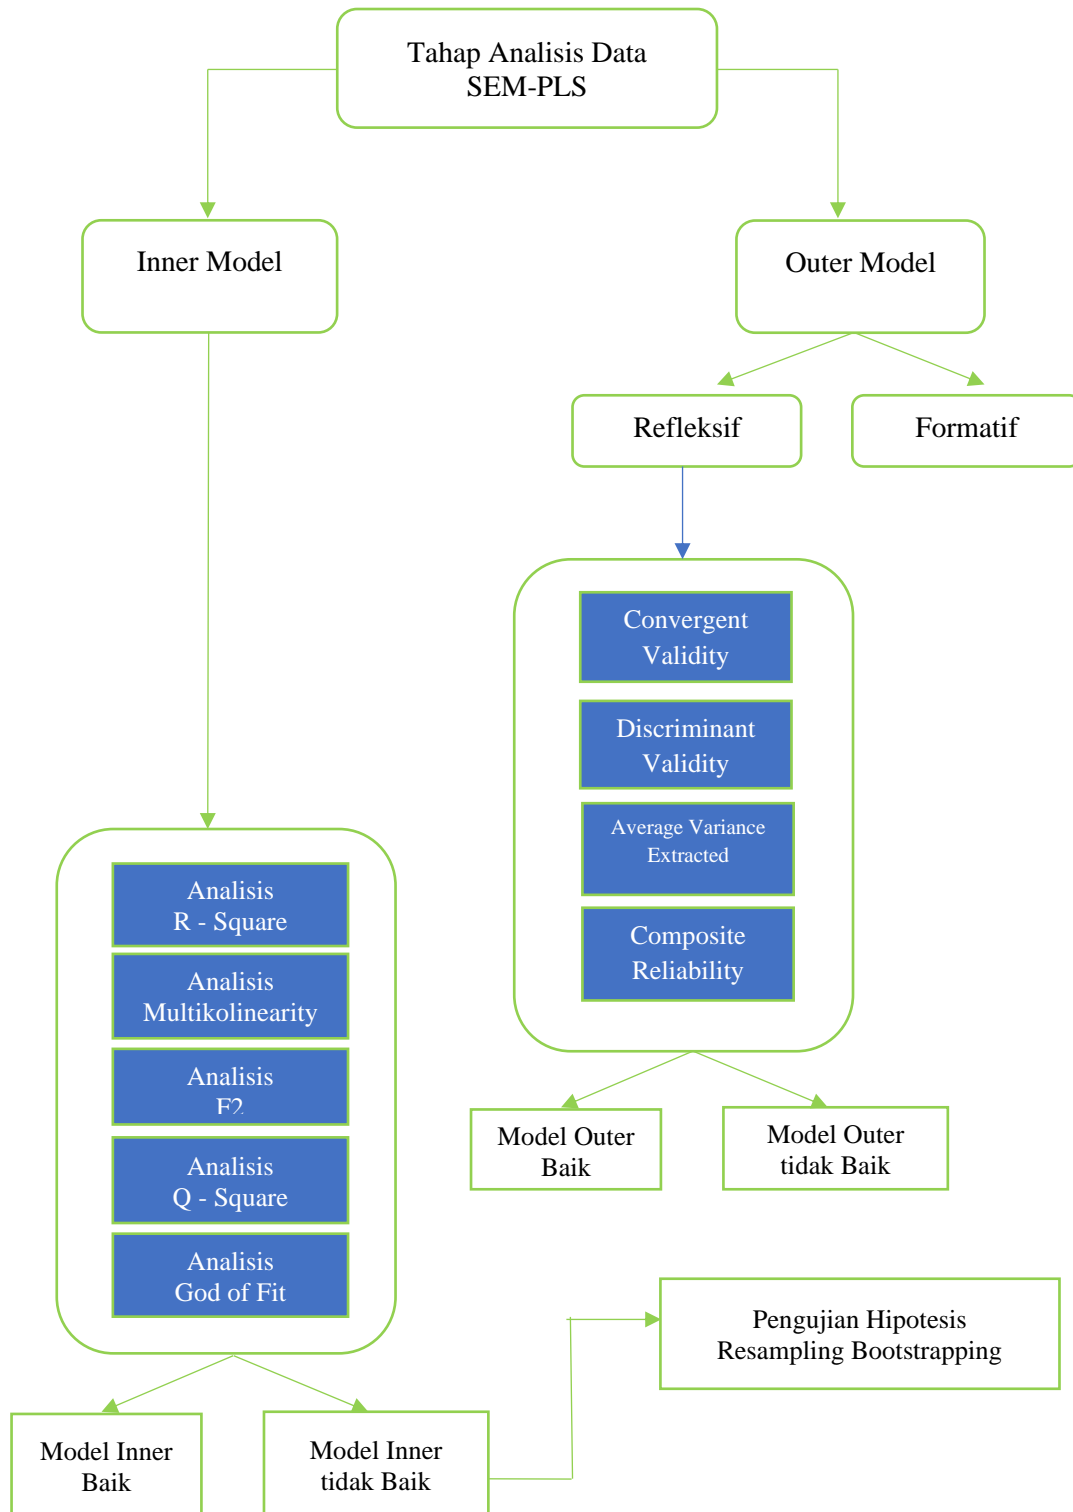 Tahap Analisis Data
SEM-PLS
Inner Model
Outer Model
Refleksif
Formatif
Convergent
Validity
Discriminant
Validity
Average Variance
Extracted
Composite
Reliability
Analisis
R - Square
Analisis
Multikolinearity
Analisis
F2
Analisis
Q - Square
Analisis
God of Fit
Model Outer
Baik
Model Outer
tidak Baik
Pengujian Hipotesis
Resampling Bootstrapping
Model Inner
Baik
Model Inner
tidak Baik